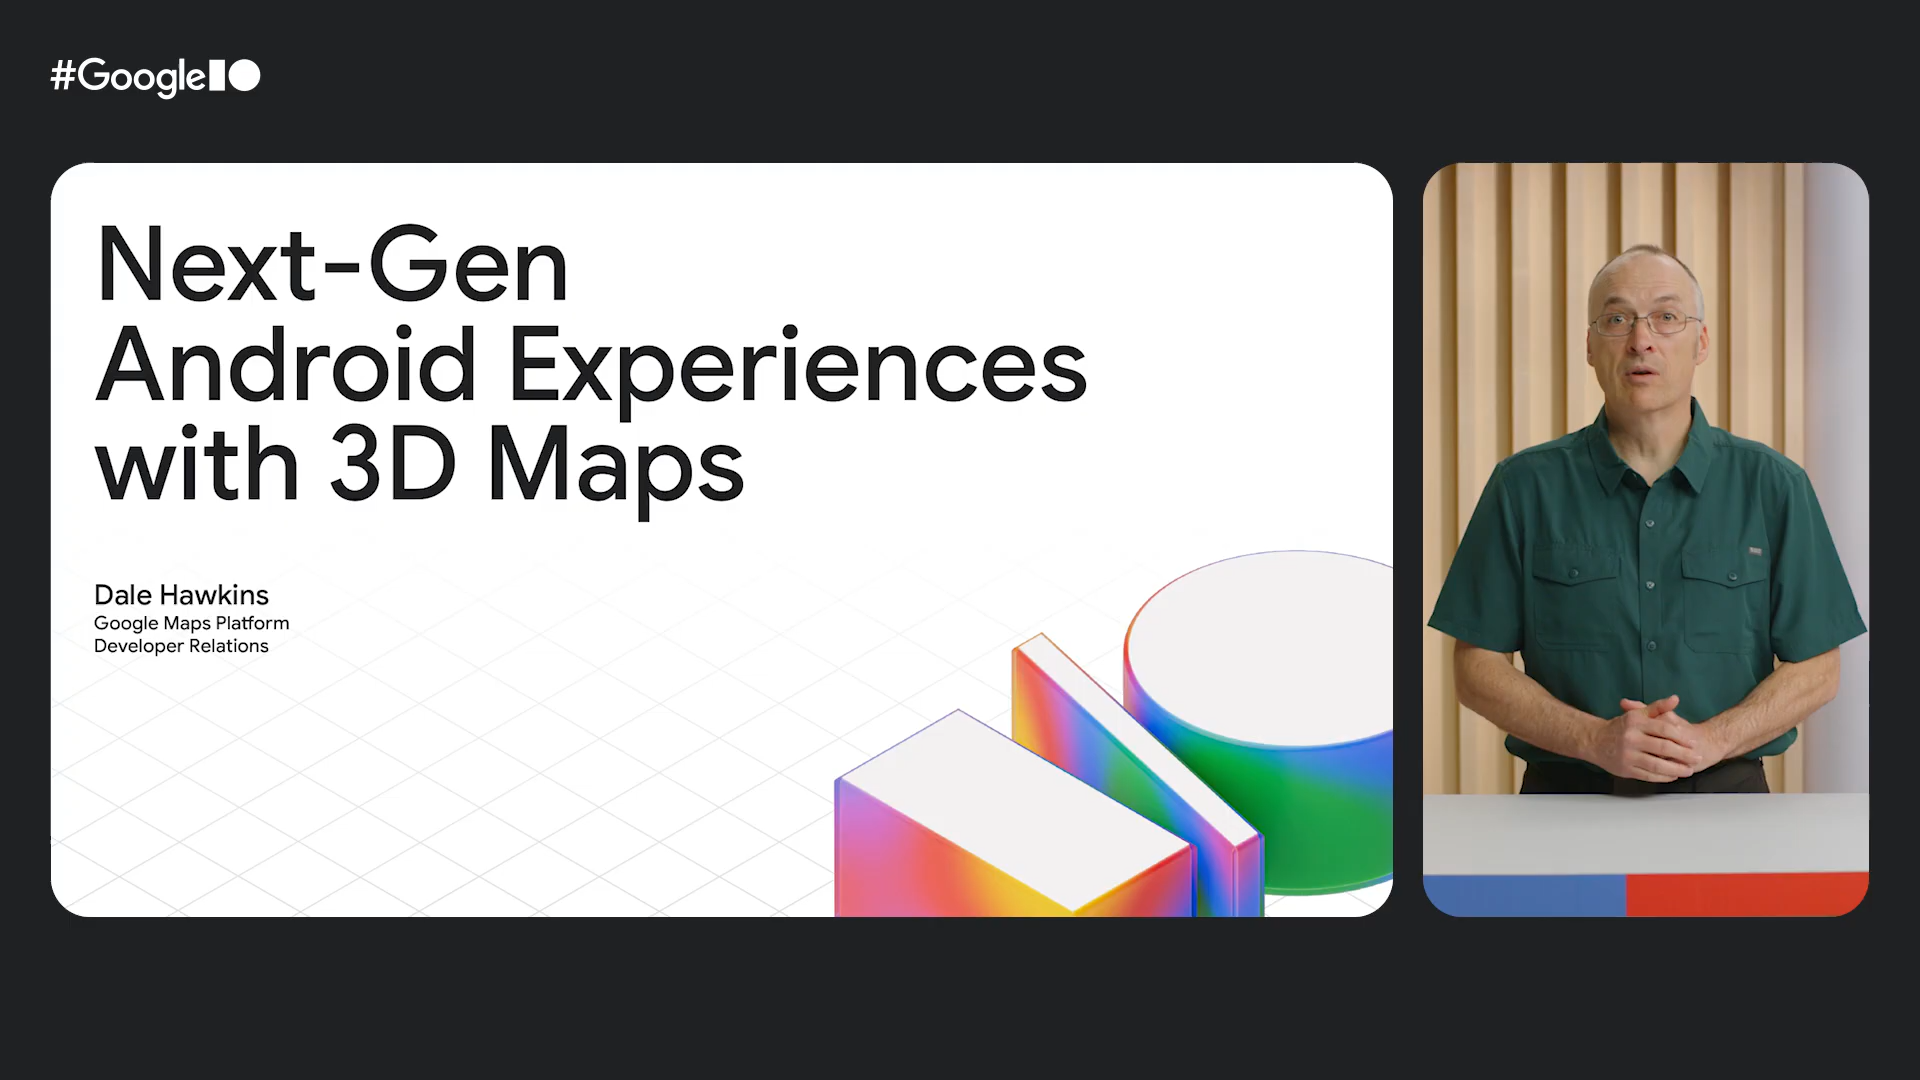 #GoogleIO
Next-Gen
Android Experiences
with 3D Maps
Dale Hawkins
Google Maps Platform
Developer Relations